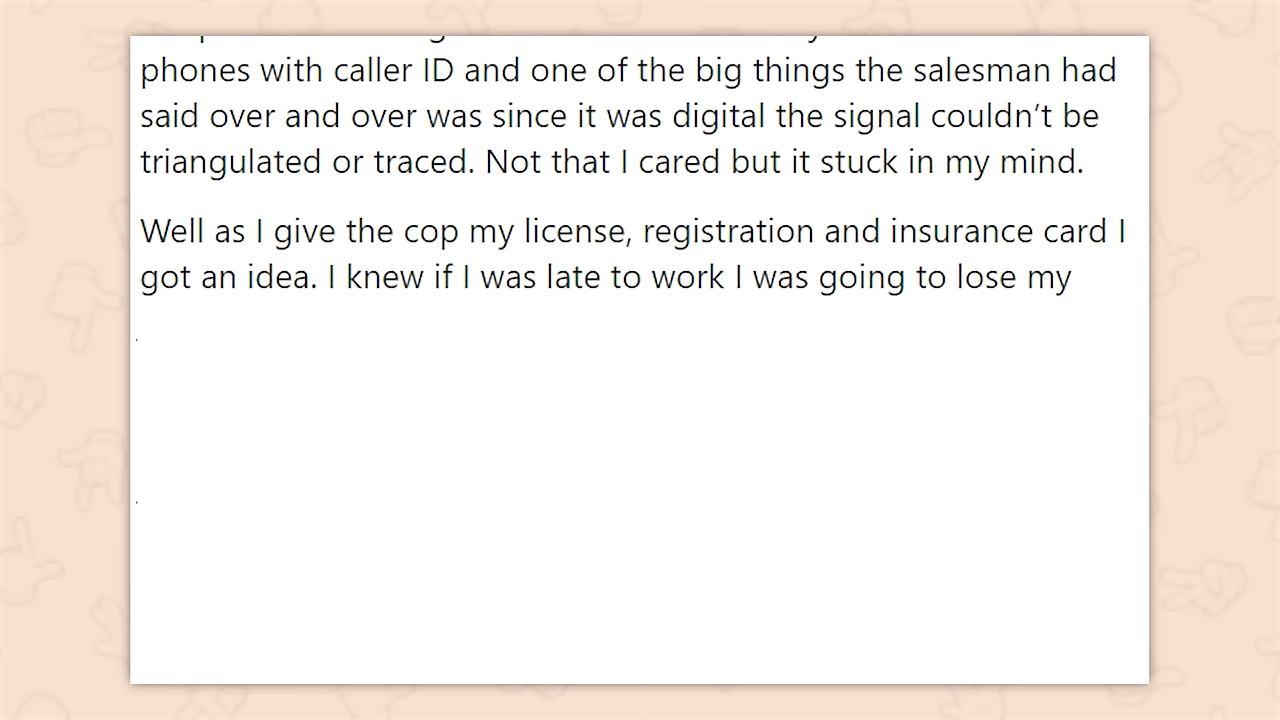 phones with caller ID and one of the big things the salesman had
said over and over was since it was digital the signal couldn’t be
triangulated or traced. Not that I cared but it stuck in my mind.
Well as I give the cop my license, registration and insurance card I
got an idea. I knew if I was late to work I was going to lose my